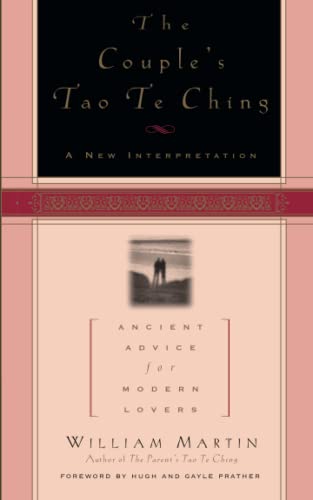 The
Couple's
Tao Te Ching
A New Interpretation
ANCIENT
ADVICE
for
MODERN
LOVERS
William Martin
Author of The Parent's Tao Te Ching
FOREWORD BY HUGH AND GAYLE PRATHER